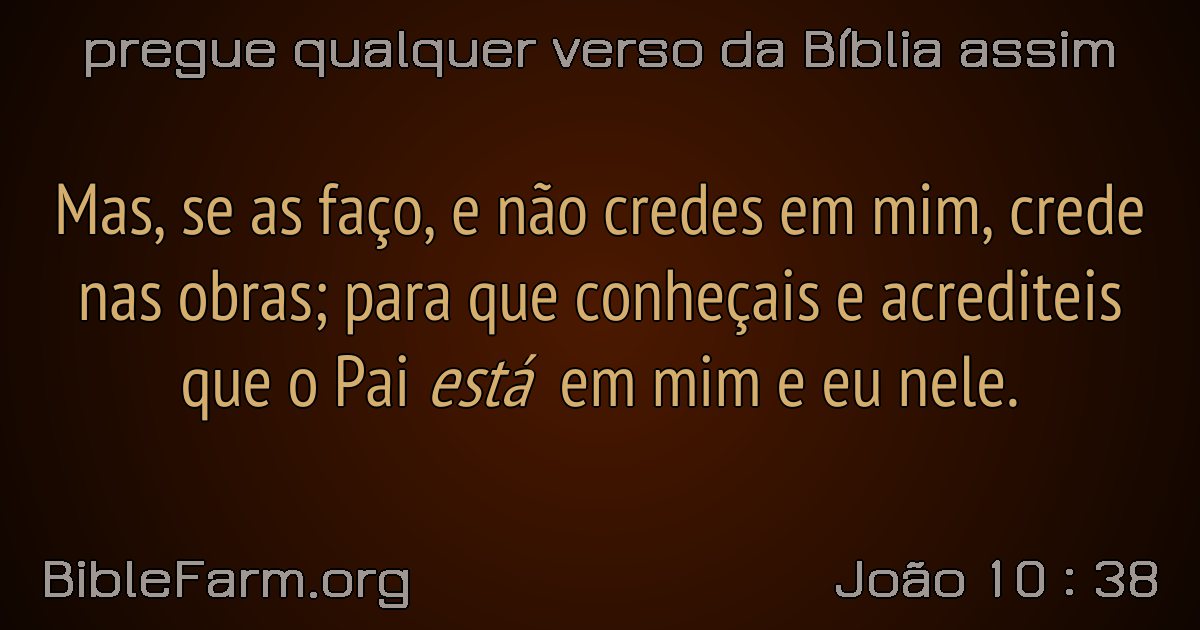 pregue qualquer verso da Bíblia assim
Mas, se as faço, e não credes em mim, crede
nas obras; para que conheçais e acrediteis
que o Pai está em mim e eu nele.
BibleFarm.org
João 10 : 38